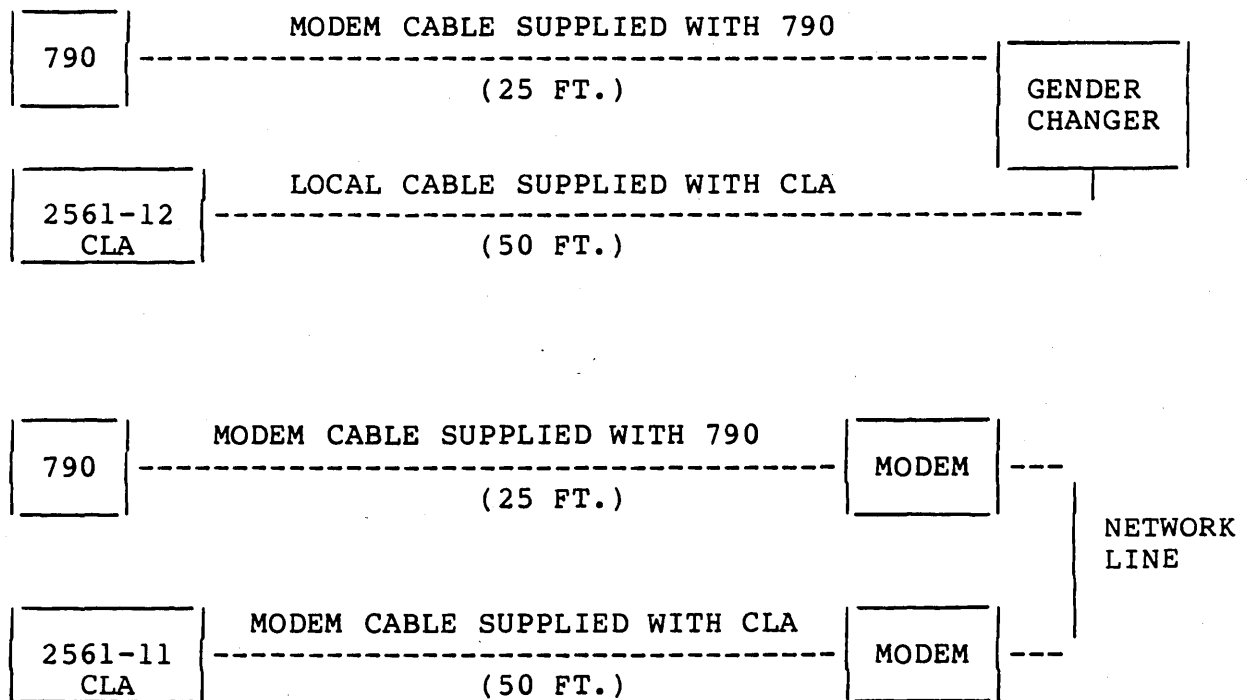 MODEM CABLE SUPPLIED WITH 790
790
(25 FT.)
GENDER
CHANGER
LOCAL CABLE SUPPLIED WITH CLA
2561-12
CLA
(50 FT.)
MODEM CABLE SUPPLIED WITH 790
790
MODEM
(25 FT.)
NETWORK
LINE
MODEM CABLE SUPPLIED WITH CLA
2561-11
MODEM
CLA
(50 FT.)